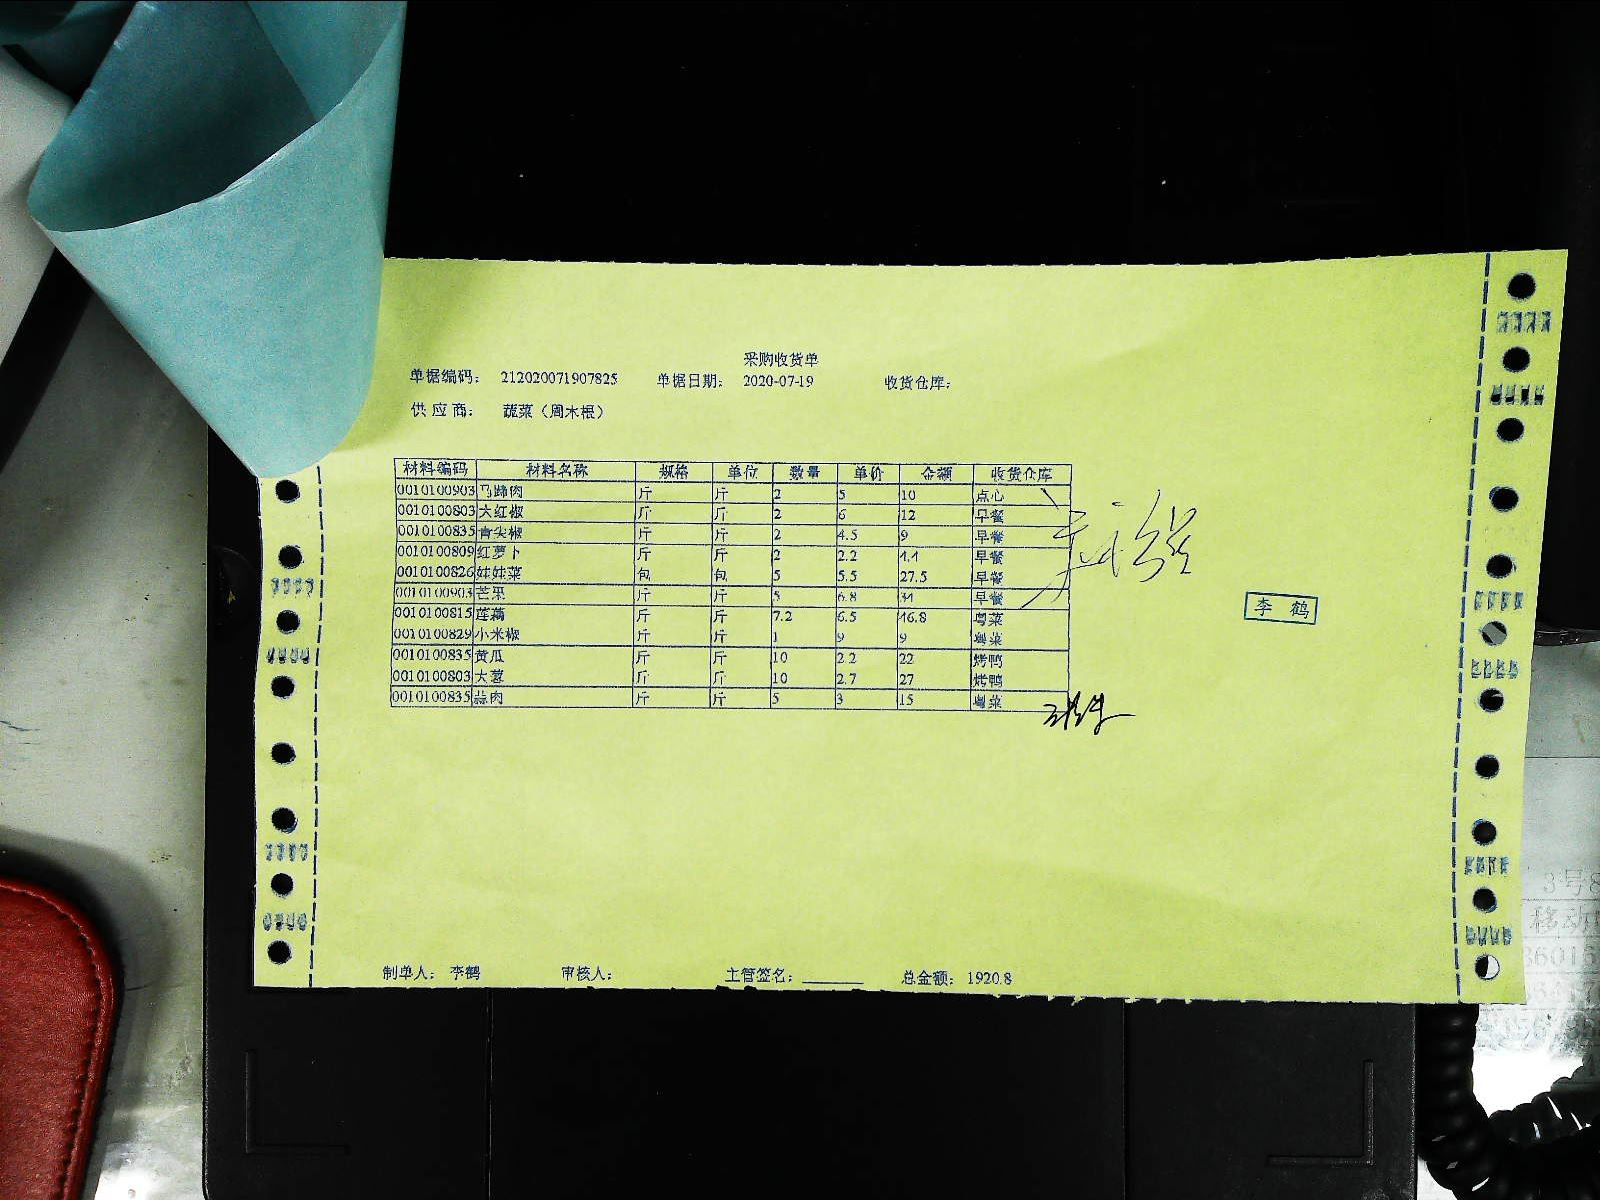 采购收货单
单据编码： 212020071907825 单据日期： 2020-07-19 收货仓库：
供应商： 蔬菜（周木根）
材料编码 材料名称 规格 单位 数量 单价 金额 收货仓库
0010100903 马蹄肉 斤 斤 2 5 10 点心
0010100803 大红椒 斤 斤 2 6 12 早餐
0010100835 青尖椒 斤 斤 2 4.5 9 早餐
0010100809 红萝卜 斤 斤 2 2.2 4.4 早餐
0010100826 娃娃菜 包 包 5 5.5 27.5 早餐
0010100903 芒果 斤 斤 5 6.8 34 早餐
0010100815 莲藕 斤 斤 7.2 6.5 46.8 粤菜
0010100829 小米椒 斤 斤 1 9 9 粤菜
0010100835 黄瓜 斤 斤 10 2.2 22 烤鸭
0010100803 大葱 斤 斤 10 2.7 27 烤鸭
0010100835 蒜肉 斤 斤 5 3 15 粤菜
李鹤
制单人： 李鹤 审核人： 主管签名： 总金额： 1920.8
3号8
移动